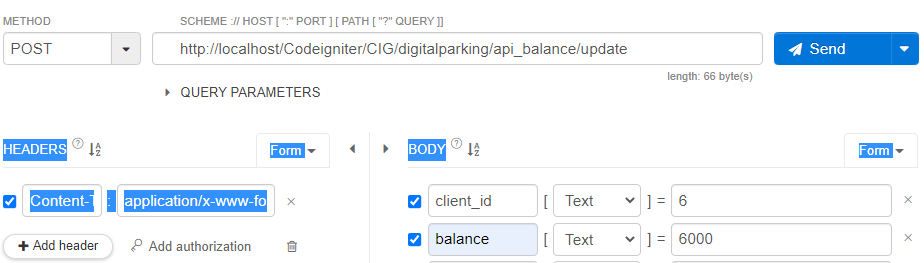 METHOD SCHEME :// HOST [ ":" PORT ] [ PATH [ "?" QUERY ]]
POST http://localhost/Codeigniter/CIG/digitalparking/api_balance/update Send
length: 66 byte(s)
QUERY PARAMETERS
HEADERS ? A Z Form BODY ? A Z Form
Content-T : application/x-www-fo × client_id [ Text ] = 6 ×
+ Add header Add authorization balance [ Text ] = 6000 ×